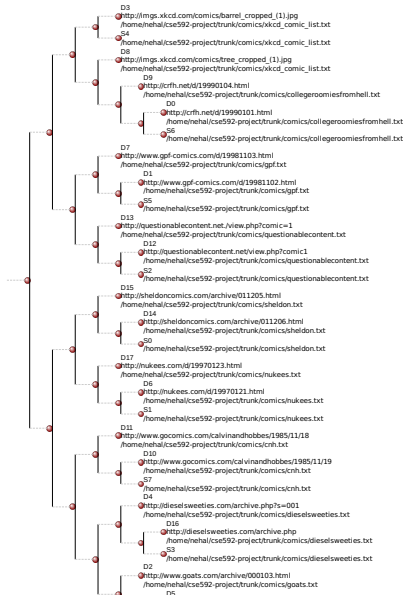 D3
http://imgs.xkcd.com/comics/barrel_cropped_(1).jpg
/home/nehal/cse592-project/trunk/comics/xkcd_comic_list.txt
S4
/home/nehal/cse592-project/trunk/comics/xkcd_comic_list.txt
D8
http://imgs.xkcd.com/comics/tree_cropped_(1).jpg
/home/nehal/cse592-project/trunk/comics/xkcd_comic_list.txt
D9
http://crfh.net/d/19990104.html
/home/nehal/cse592-project/trunk/comics/collegeroomiesfromhell.txt
D0
http://crfh.net/d/19990101.html
/home/nehal/cse592-project/trunk/comics/collegeroomiesfromhell.txt
S6
/home/nehal/cse592-project/trunk/comics/collegeroomiesfromhell.txt
D7
http://www.gpf-comics.com/d/19981103.html
/home/nehal/cse592-project/trunk/comics/gpf.txt
D1
http://www.gpf-comics.com/d/19981102.html
/home/nehal/cse592-project/trunk/comics/gpf.txt
S5
/home/nehal/cse592-project/trunk/comics/gpf.txt
D13
http://questionablecontent.net/view.php?comic=1
/home/nehal/cse592-project/trunk/comics/questionablecontent.txt
D12
http://questionablecontent.net/view.php?comic1
/home/nehal/cse592-project/trunk/comics/questionablecontent.txt
S2
/home/nehal/cse592-project/trunk/comics/questionablecontent.txt
D15
http://sheldoncomics.com/archive/011205.html
/home/nehal/cse592-project/trunk/comics/sheldon.txt
D14
http://sheldoncomics.com/archive/011206.html
/home/nehal/cse592-project/trunk/comics/sheldon.txt
S0
/home/nehal/cse592-project/trunk/comics/sheldon.txt
D17
http://nukees.com/d/19970123.html
/home/nehal/cse592-project/trunk/comics/nukees.txt
D6
http://nukees.com/d/19970121.html
/home/nehal/cse592-project/trunk/comics/nukees.txt
S1
/home/nehal/cse592-project/trunk/comics/nukees.txt
D11
http://www.gocomics.com/calvinandhobbes/1985/11/18
/home/nehal/cse592-project/trunk/comics/cnh.txt
D10
http://www.gocomics.com/calvinandhobbes/1985/11/19
/home/nehal/cse592-project/trunk/comics/cnh.txt
S7
/home/nehal/cse592-project/trunk/comics/cnh.txt
D4
http://dieselsweeties.com/archive.php?s=001
/home/nehal/cse592-project/trunk/comics/dieselsweeties.txt
D16
http://dieselsweeties.com/archive.php
/home/nehal/cse592-project/trunk/comics/dieselsweeties.txt
S3
/home/nehal/cse592-project/trunk/comics/dieselsweeties.txt
D2
http://www.goats.com/archive/000103.html
/home/nehal/cse592-project/trunk/comics/goats.txt
D5